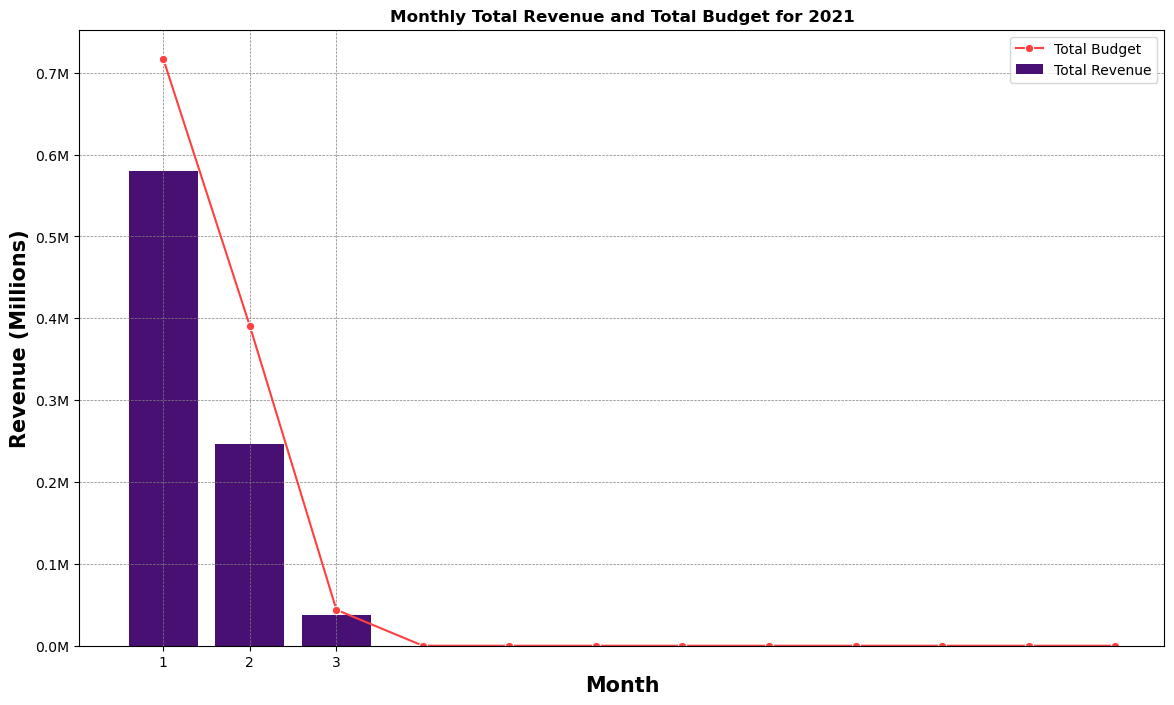 Monthly Total Revenue and Total Budget for 2021
Total Budget
Total Revenue
0.7M
0.6M
0.5M
0.4M
0.3M
0.2M
0.1M
0.0M
Revenue (Millions)
1 2 3
Month